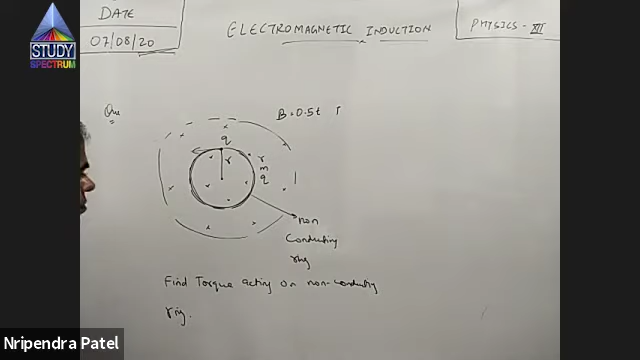 DATE
07/08/20
ELECTROMAGNETIC INDUCTION
PHYSICS - XII
STUDY
SPECTRUM
Que
B = 0.5t T
q
r
r
m
q
non
Conducting
ring
Find Torque acting on non-conducting
ring.
Nripendra Patel